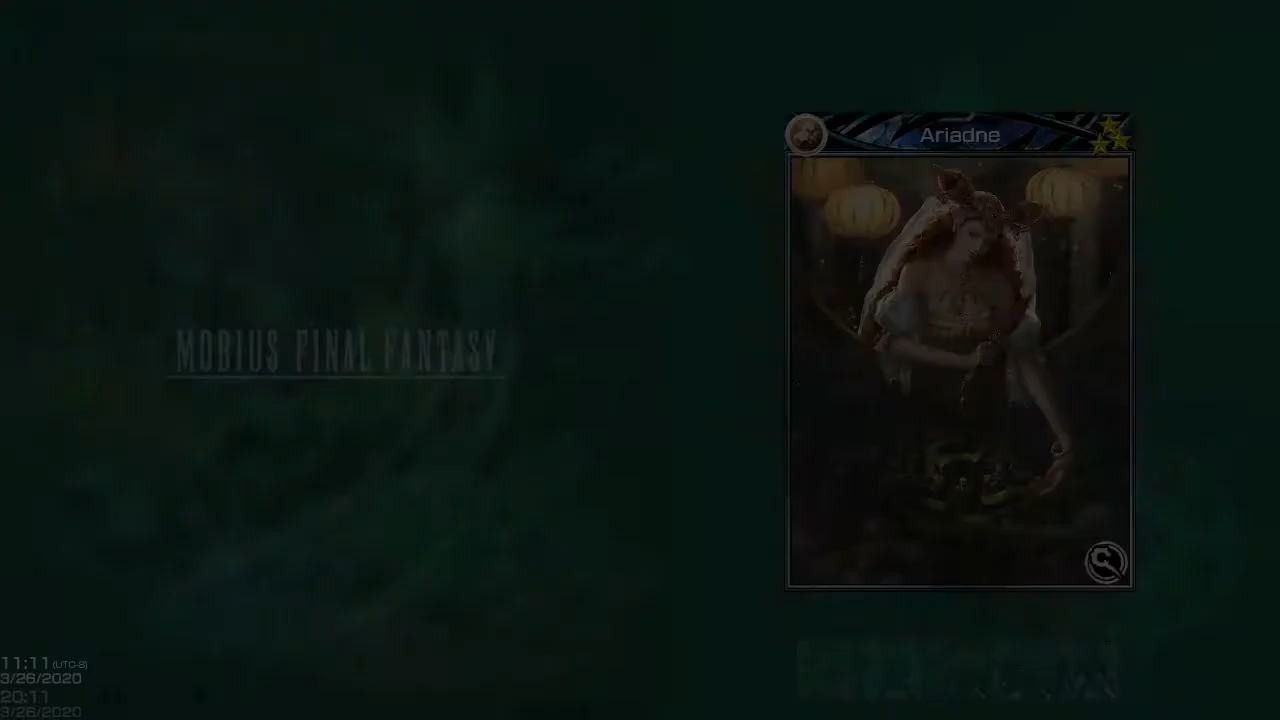 Ariadne
MOBIUS FINAL FANTASY
11:11 (UTC-8)
3/26/2020
20:11
3/26/2020